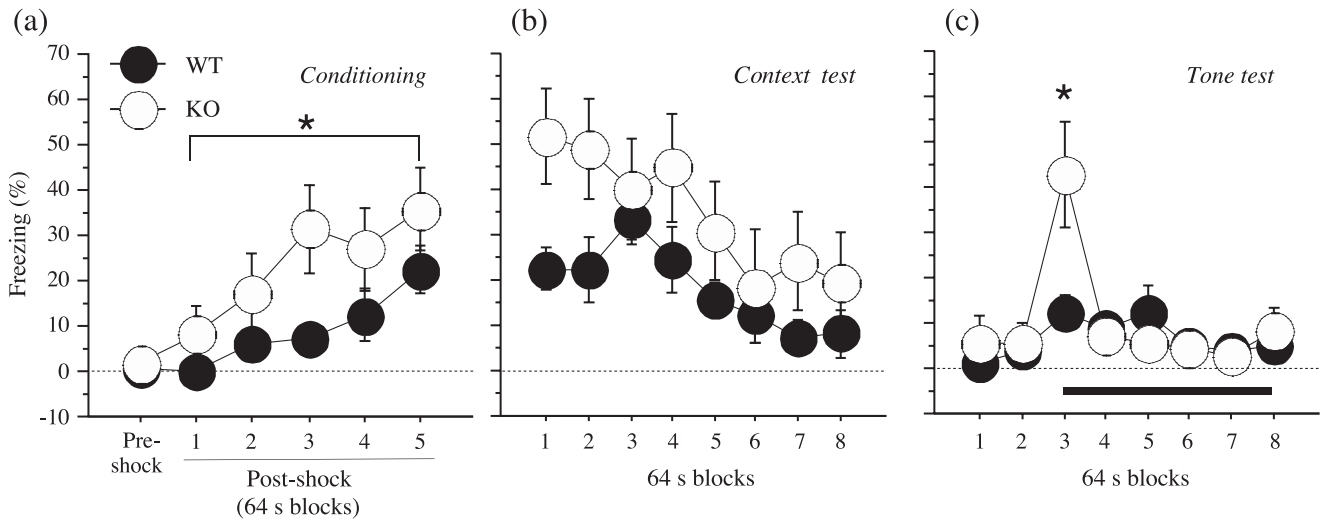 (a)
(b)
(c)
70
60
50
40
30
20
10
0
-10
Freezing (%)
WT
KO
Conditioning
*
Pre-
shock
1 2 3 4 5
Post-shock
(64 s blocks)
Context test
1 2 3 4 5 6 7 8
64 s blocks
Tone test
*
1 2 3 4 5 6 7 8
64 s blocks